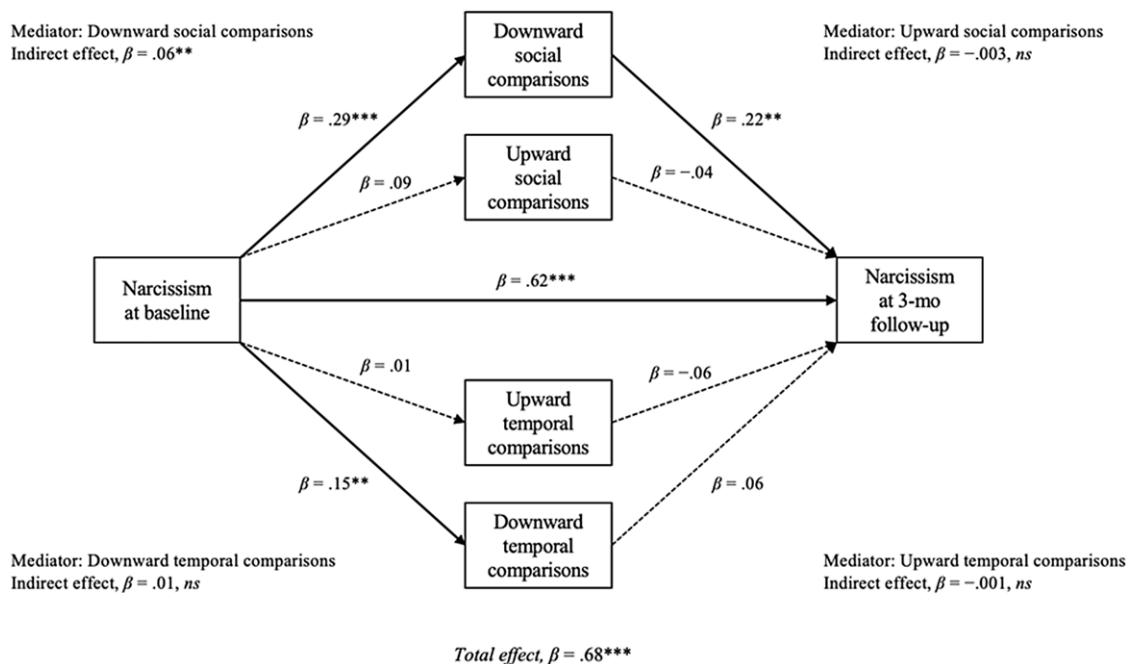 Mediator: Downward social comparisons
Indirect effect, β = .06**
Downward
social
comparisons
Mediator: Upward social comparisons
Indirect effect, β = −.003, ns
β = .29***
β = .22**
Upward
social
comparisons
β = .09
β = −.04
Narcissism
at baseline
β = .62***
Narcissism
at 3-mo
follow-up
β = .01
β = −.06
Upward
temporal
comparisons
β = .15**
β = .06
Downward
temporal
comparisons
Mediator: Downward temporal comparisons
Indirect effect, β = .01, ns
Mediator: Upward temporal comparisons
Indirect effect, β = −.001, ns
Total effect, β = .68***